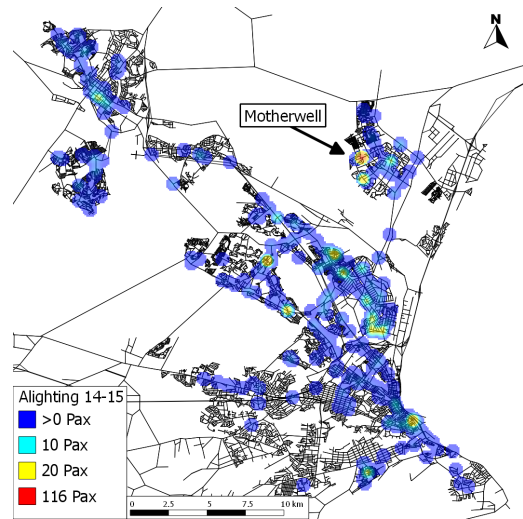 N
Motherwell
Alighting 14-15
>0 Pax
10 Pax
20 Pax
116 Pax
0 2.5 5 7.5 10 km